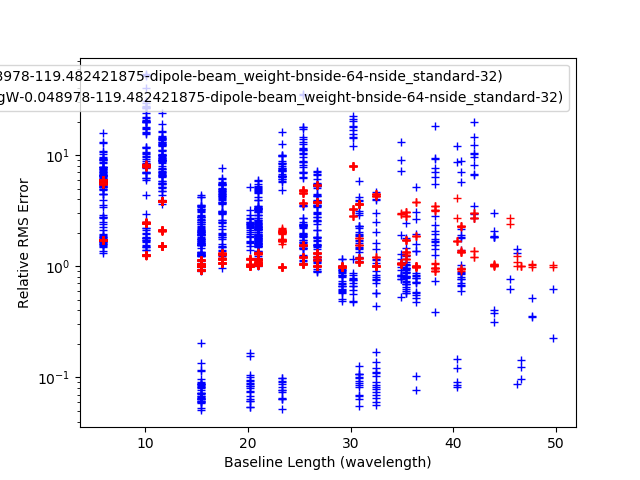 8978-119.482421875-dipole-beam_weight-bnside-64-nside_standard-32)
gW-0.048978-119.482421875-dipole-beam_weight-bnside-64-nside_standard-32)
Relative RMS Error
10¹
10⁰
10⁻¹
10 20 30 40 50
Baseline Length (wavelength)